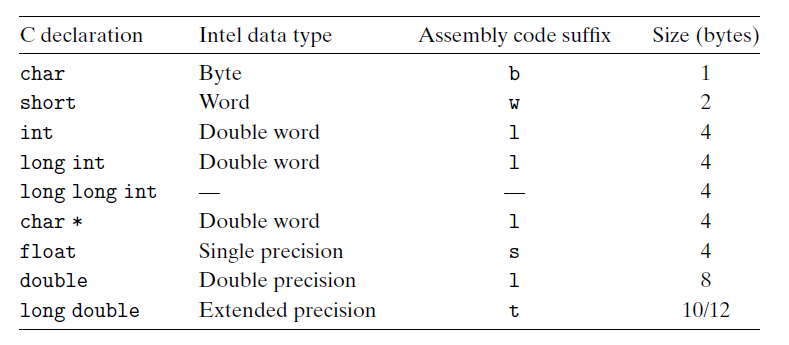 C declaration Intel data type Assembly code suffix Size (bytes)
char Byte b 1
short Word w 2
int Double word l 4
long int Double word l 4
long long int — — 4
char * Double word l 4
float Single precision s 4
double Double precision l 8
long double Extended precision t 10/12